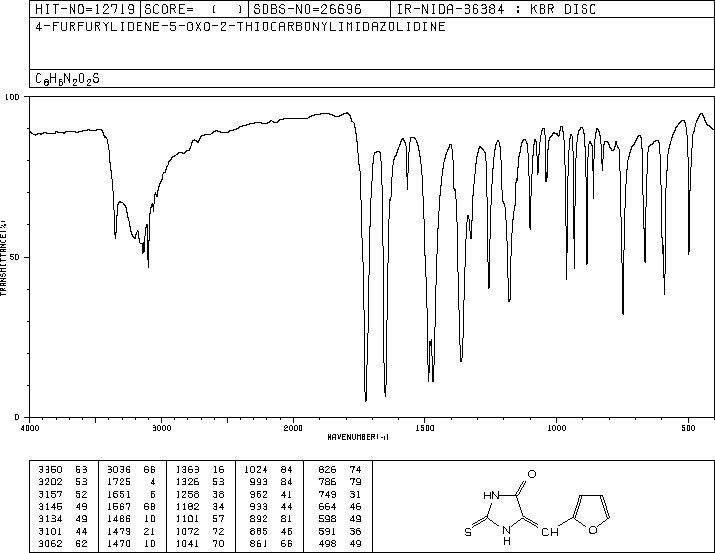 HIT-NO=12719 SCORE= ( ) SDBS-NO=26696 IR-NIDA-36384 : KBR DISC
4-FURFURYLIDENE-5-OXO-2-THIOCARBONYLIMIDAZOLIDINE
C8H6N2O2S
100
TRANSMITTANCE(%)
50
0
4000 3000 2000 1500 1000 500
WAVENUMBER(-1)
3350 53 3036 66 1363 16 1024 84 826 74
3202 53 1725 4 1326 53 993 84 786 79
3157 52 1651 6 1258 38 962 41 749 31
3145 49 1567 68 1182 34 933 44 664 46
3134 49 1486 10 1101 57 892 81 598 49
3101 44 1479 21 1072 72 885 46 591 36
3062 62 1470 10 1041 70 861 66 498 49
O
HN
S N CH O
H